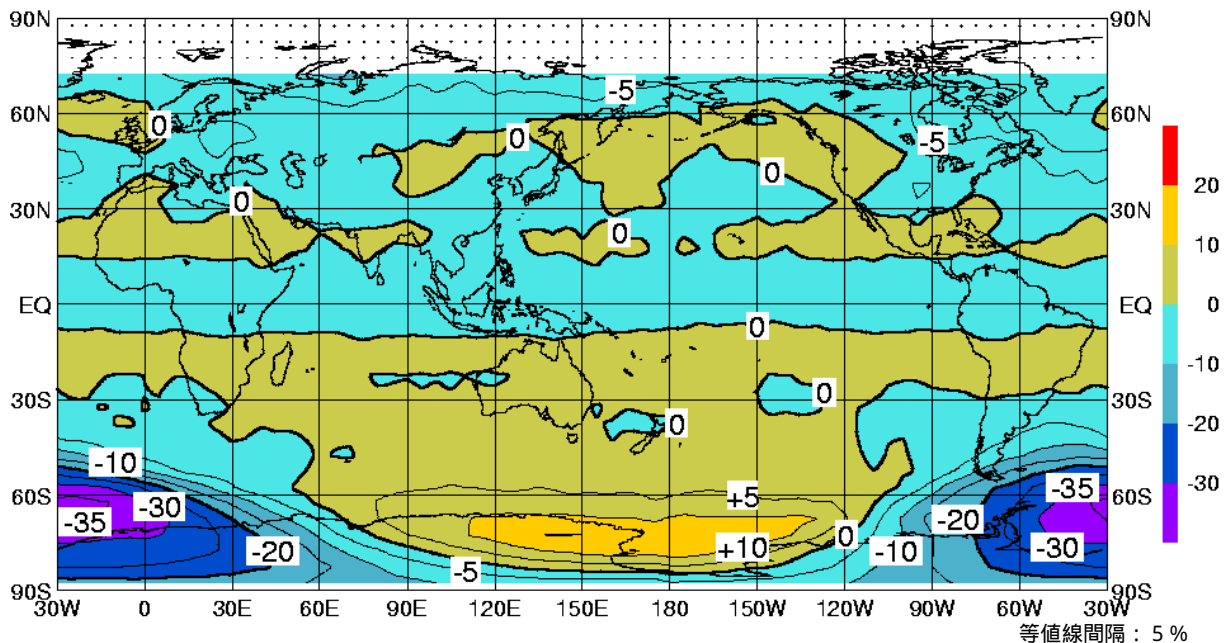 90N 90N
-5
60N 60N
0 0 0 -5
0
30N 0 30N
0
20
10
EQ 0 EQ
0
-10
30S 0 30S
0
-20
-10
-30
60S +5 60S
-30 -35
-35 -20
0
-20 +10 -10 -30
-5
90S 90S
30W 0 30E 60E 90E 120E 150E 180 150W 120W 90W 60W 30W
等値線間隔： 5 %